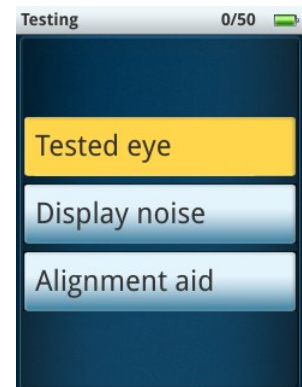 Testing 0/50
Tested eye
Display noise
Alignment aid